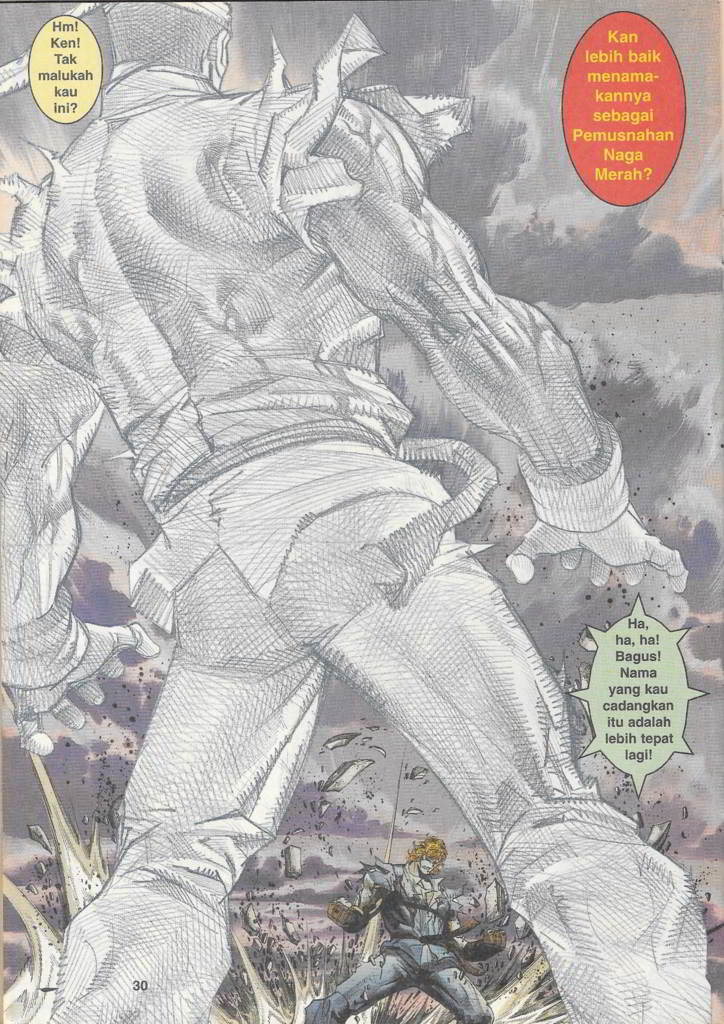 Hm!
Ken!
Tak
malukah
kau
ini?
Kan
lebih baik
menama-
kannya
sebagai
Pemusnahan
Naga
Merah?
Ha,
ha, ha!
Bagus!
Nama
yang kau
cadangkan
itu adalah
lebih tepat
lagi!
30